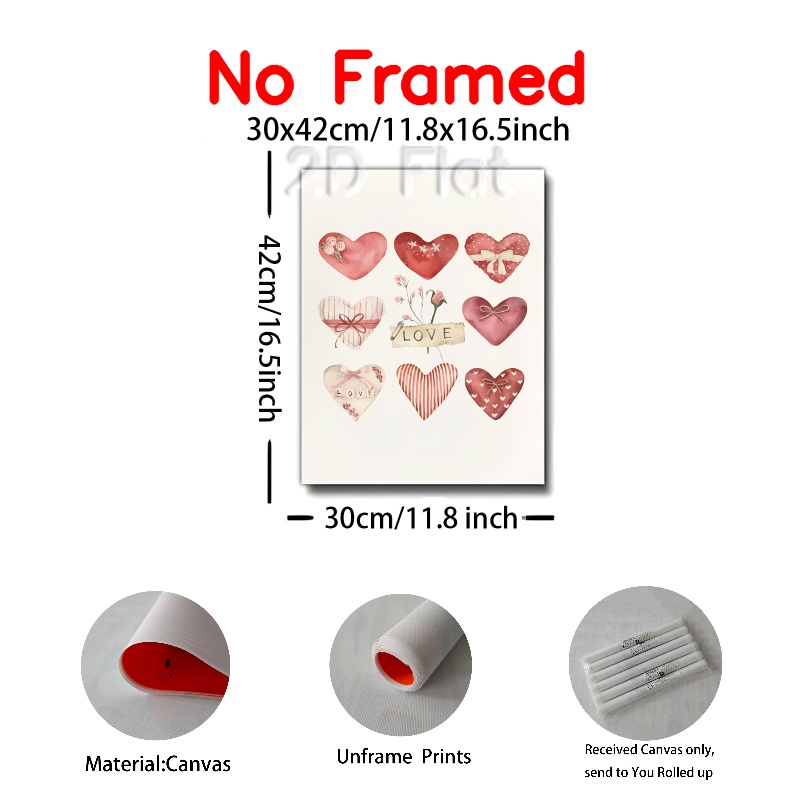 No Framed
30x42cm/11.8x16.5inch
2D Flat
42cm/16.5inch
LOVE
LOVE
30cm/11.8 inch
Material:Canvas
Unframe Prints
Received Canvas only,
send to You Rolled up